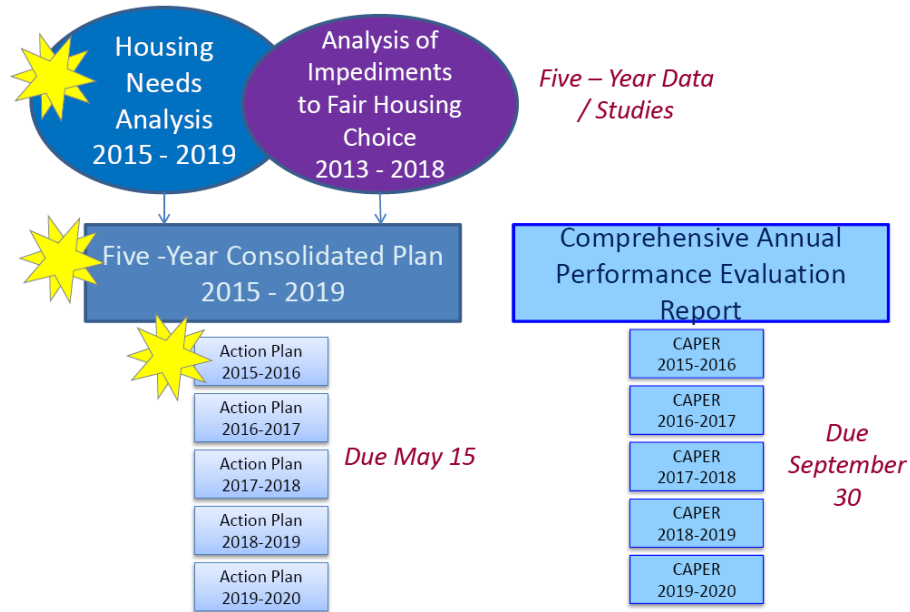 Housing
Needs
Analysis
2015 - 2019
Analysis of
Impediments
to Fair Housing
Choice
2013 - 2018
Five – Year Data
/ Studies
Five -Year Consolidated Plan
2015 - 2019
Comprehensive Annual
Performance Evaluation
Report
Action Plan
2015-2016
Action Plan
2016-2017
Action Plan
2017-2018
Action Plan
2018-2019
Action Plan
2019-2020
Due May 15
CAPER
2015-2016
CAPER
2016-2017
CAPER
2017-2018
CAPER
2018-2019
CAPER
2019-2020
Due
September
30